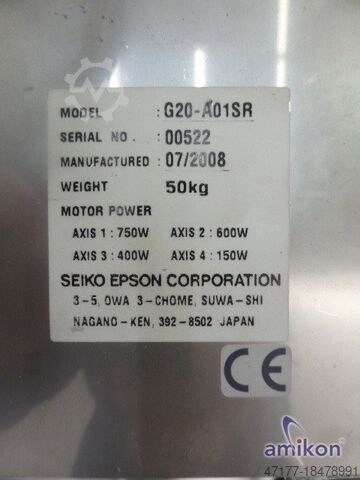 MODEL : G20-A01SR
SERIAL NO. : 00522
MANUFACTURED : 07/2008
WEIGHT 50kg
MOTOR POWER
AXIS 1 : 750W AXIS 2 : 600W
AXIS 3 : 400W AXIS 4 : 150W
SEIKO EPSON CORPORATION
3-5, OWA 3-CHOME, SUWA-SHI
NAGANO-KEN, 392-8502 JAPAN
CE
amikon
47177-18478991